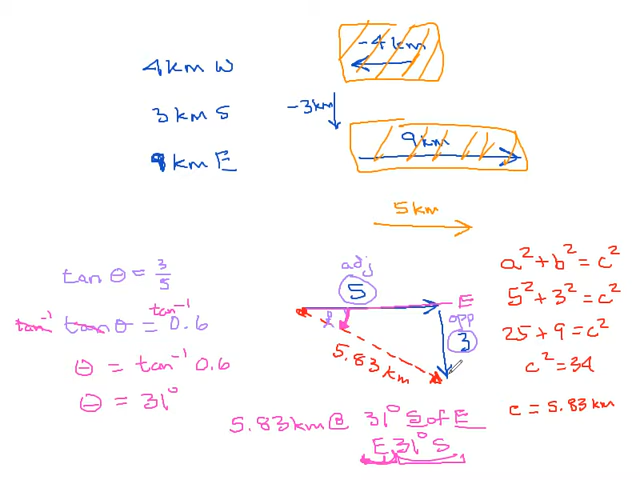 4km W
3km S
9km E
-4km
-3km
9km
5km
tan θ = 3/5
tan⁻¹ tan θ = tan⁻¹ 0.6
θ = tan⁻¹ 0.6
θ = 31°
adj
5
E
opp
3
5.83 km
a² + b² = c²
5² + 3² = c²
25 + 9 = c²
c² = 34
c = 5.83 km
5.83km @ 31° S of E
E 31° S